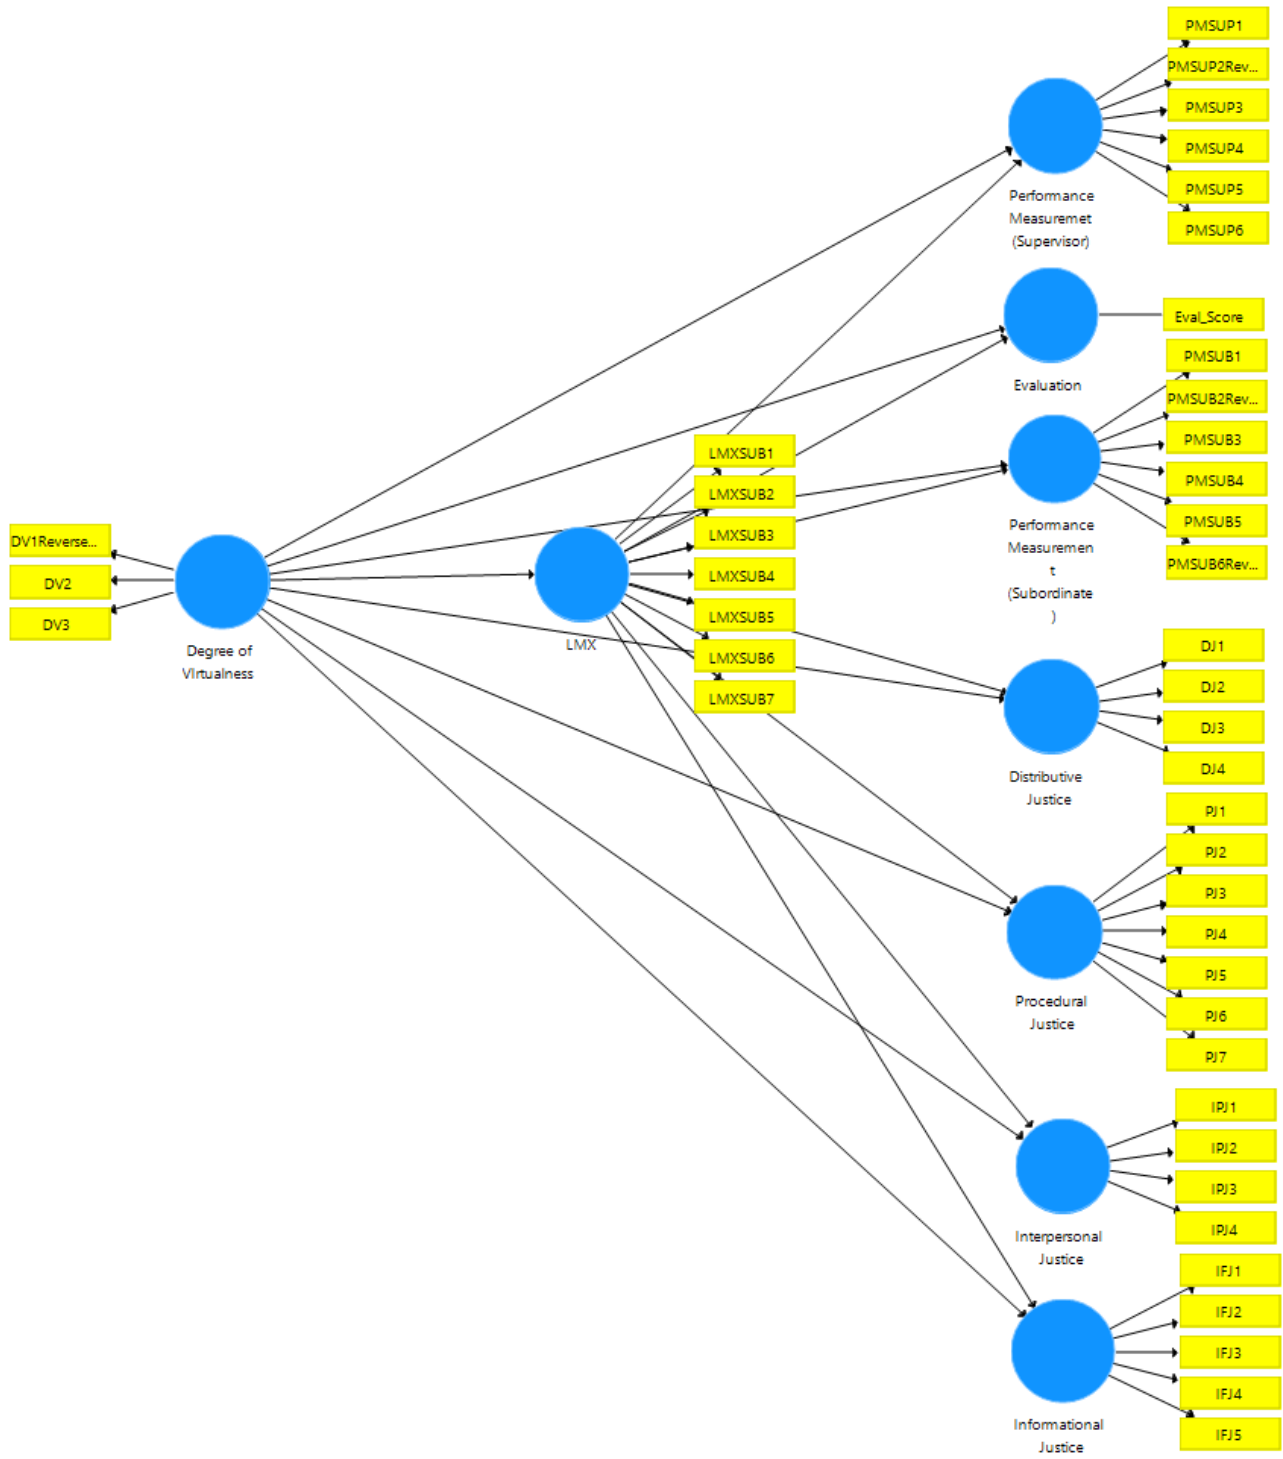 PMSUP1
PMSUP2Rev...
PMSUP3
PMSUP4
PMSUP5
PMSUP6
Performance
Measuremet
(Supervisor)
Eval_Score
Evaluation
PMSUB1
PMSUB2Rev...
PMSUB3
PMSUB4
PMSUB5
PMSUB6Rev...
Performance
Measuremen
t
(Subordinate
)
LMXSUB1
LMXSUB2
LMXSUB3
LMXSUB4
LMXSUB5
LMXSUB6
LMXSUB7
LMX
DV1Reverse...
DV2
DV3
Degree of
VIrtualness
DJ1
DJ2
DJ3
DJ4
Distributive
Justice
PJ1
PJ2
PJ3
PJ4
PJ5
PJ6
PJ7
Procedural
Justice
IPJ1
IPJ2
IPJ3
IPJ4
Interpersonal
Justice
IFJ1
IFJ2
IFJ3
IFJ4
IFJ5
Informational
Justice